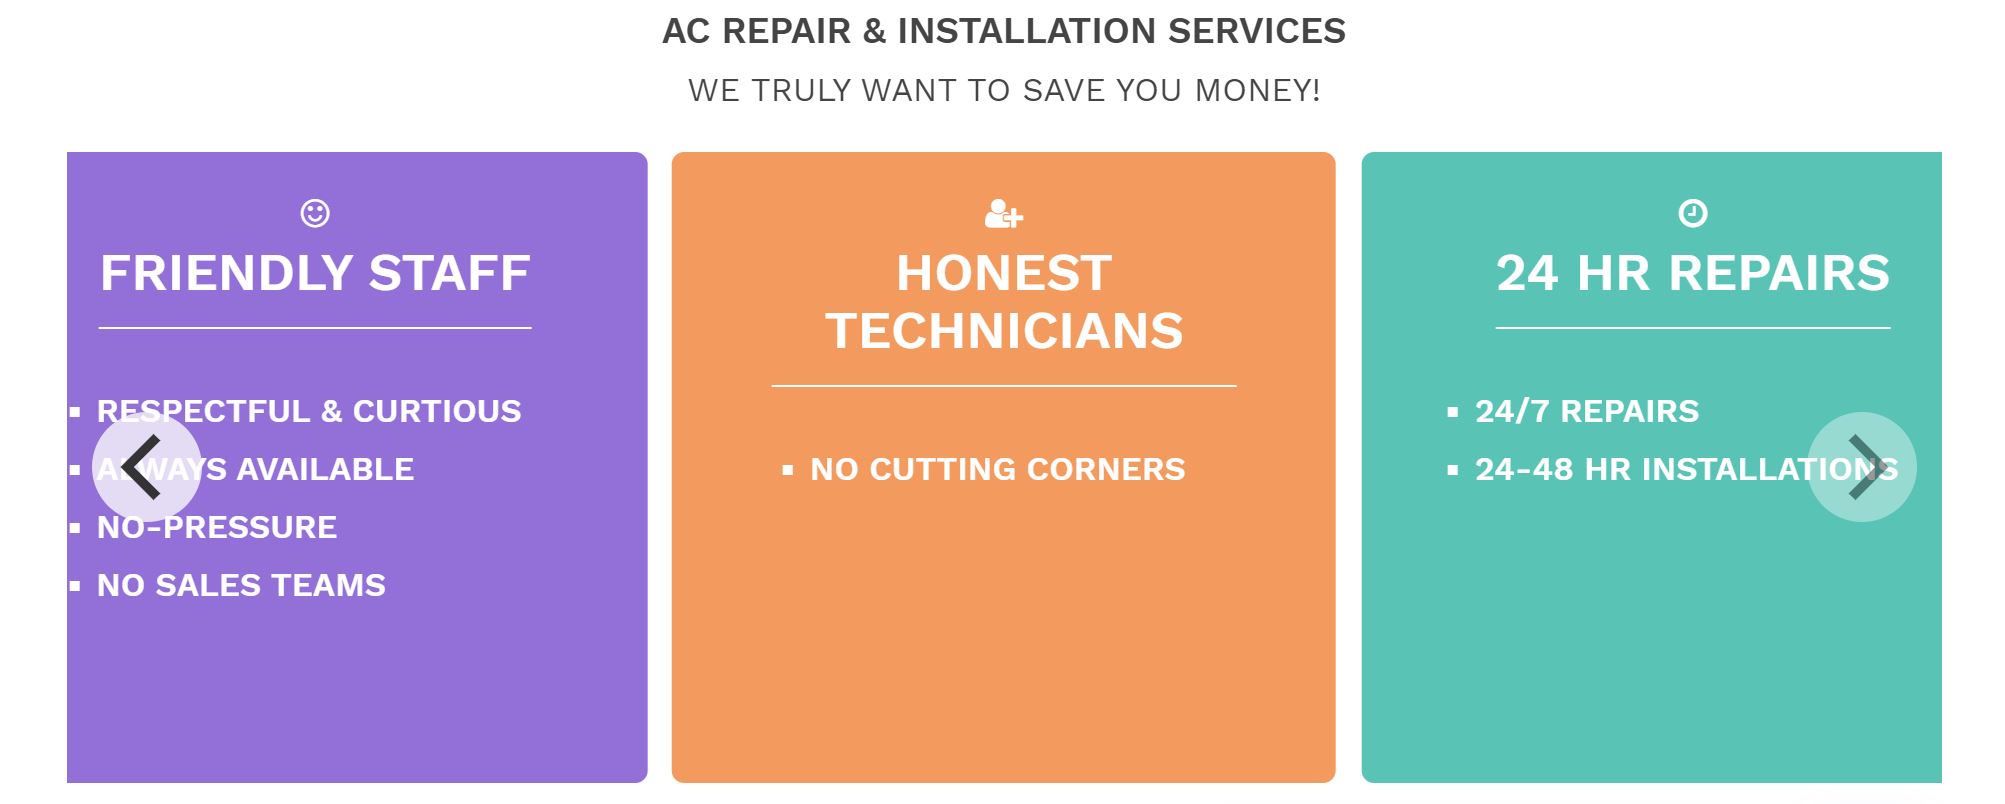 AC REPAIR & INSTALLATION SERVICES
WE TRULY WANT TO SAVE YOU MONEY!
FRIENDLY STAFF
RESPECTFUL & CURTIOUS
ALWAYS AVAILABLE
NO-PRESSURE
NO SALES TEAMS
HONEST
TECHNICIANS
NO CUTTING CORNERS
24 HR REPAIRS
24/7 REPAIRS
24-48 HR INSTALLATIONS